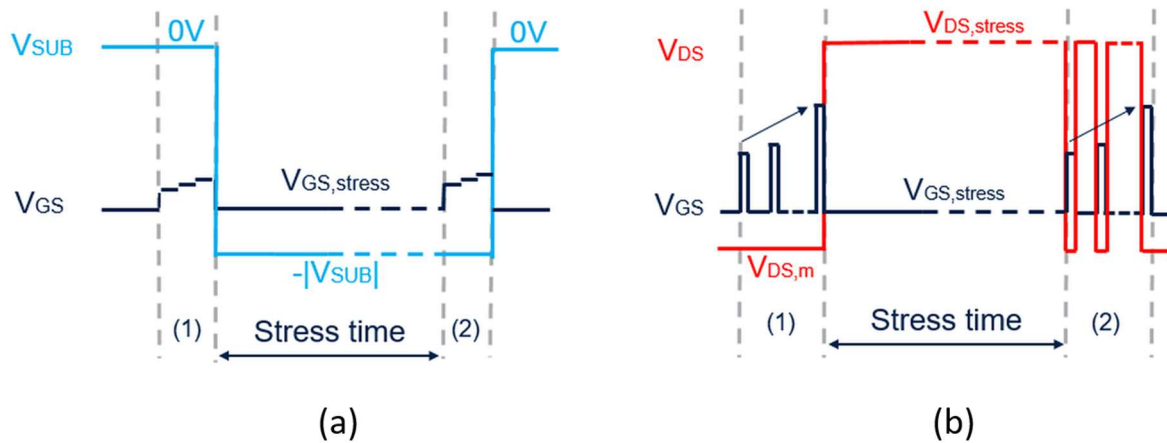 0V
0V
VSUB
VGS,stress
VGS
-|VSUB|
(1)
Stress time
(2)
(a)
VDS,stress
VDS
VGS,stress
VGS
VDS,m
(1)
Stress time
(2)
(b)